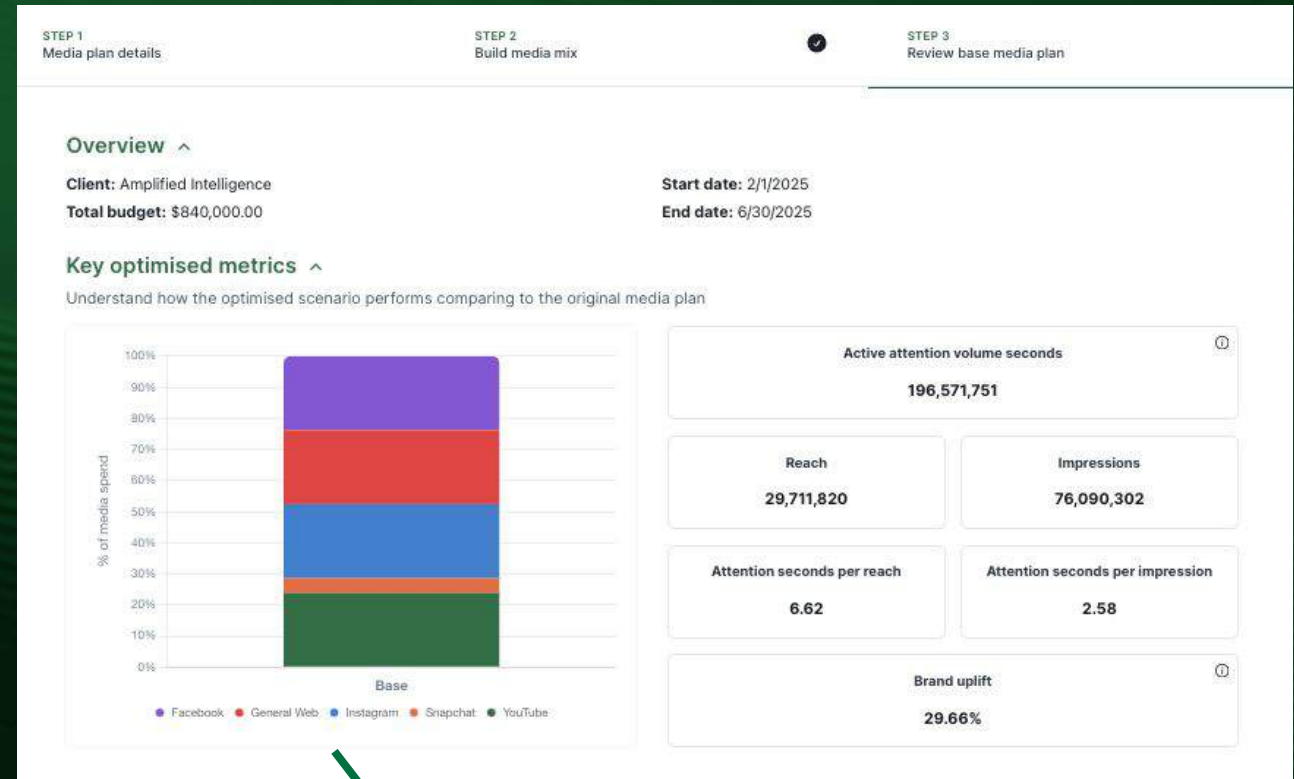 STEP 1
Media plan details
STEP 2
Build media mix
STEP 3
Review base media plan
Overview
Client: Amplified Intelligence
Start date: 2/1/2025
Total budget: $840,000.00
End date: 6/30/2025
Key optimised metrics
Understand how the optimised scenario performs comparing to the original media plan
100%
90%
80%
70%
60%
50%
40%
30%
20%
10%
0%
% of media spend
Base
Facebook General Web Instagram Snapchat YouTube
Active attention volume seconds
196,571,751
Reach
29,711,820
Impressions
76,090,302
Attention seconds per reach
6.62
Attention seconds per impression
2.58
Brand uplift
29.66%